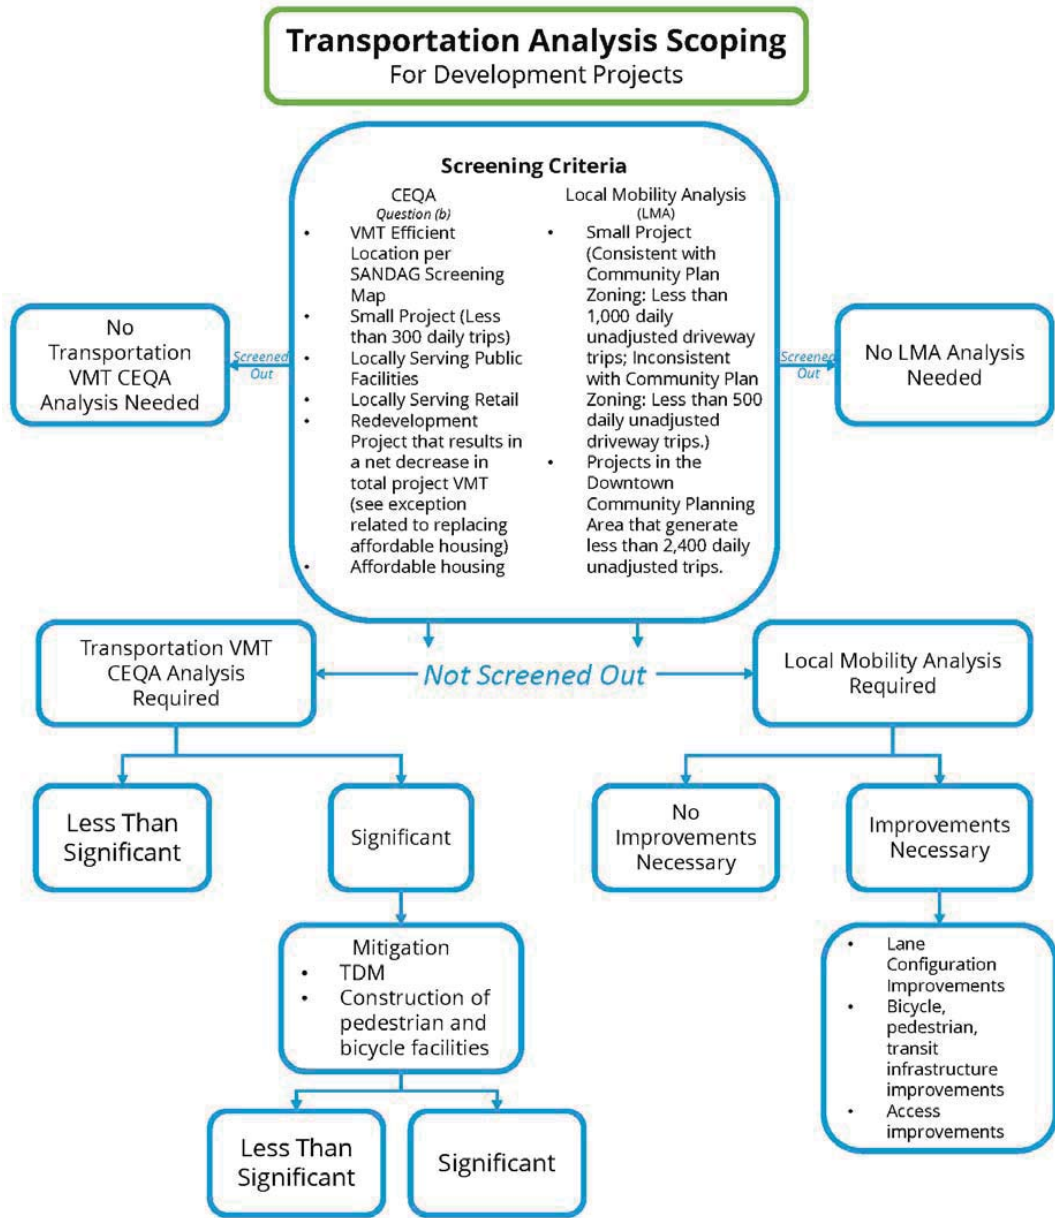 Transportation Analysis Scoping
For Development Projects
Screening Criteria
CEQA
Question (b)
• VMT Efficient
Location per
SANDAG Screening
Map
• Small Project (Less
than 300 daily trips)
• Locally Serving Public
Facilities
• Locally Serving Retail
• Redevelopment
Project that results in
a net decrease in
total project VMT
(see exception
related to replacing
affordable housing)
• Affordable housing
Local Mobility Analysis
(LMA)
• Small Project
(Consistent with
Community Plan
Zoning: Less than
1,000 daily
unadjusted driveway
trips; Inconsistent
with Community Plan
Zoning: Less than 500
daily unadjusted
driveway trips.)
• Projects in the
Downtown
Community Planning
Area that generate
less than 2,400 daily
unadjusted trips.
No
Transportation
VMT CEQA
Analysis Needed
Screened
Out
Screened
Out
No LMA Analysis
Needed
Transportation VMT
CEQA Analysis
Required
Not Screened Out
Local Mobility Analysis
Required
Less Than
Significant
Significant
No
Improvements
Necessary
Improvements
Necessary
Mitigation
• TDM
• Construction of
pedestrian and
bicycle facilities
• Lane
Configuration
Improvements
• Bicycle,
pedestrian,
transit
infrastructure
improvements
• Access
improvements
Less Than
Significant
Significant